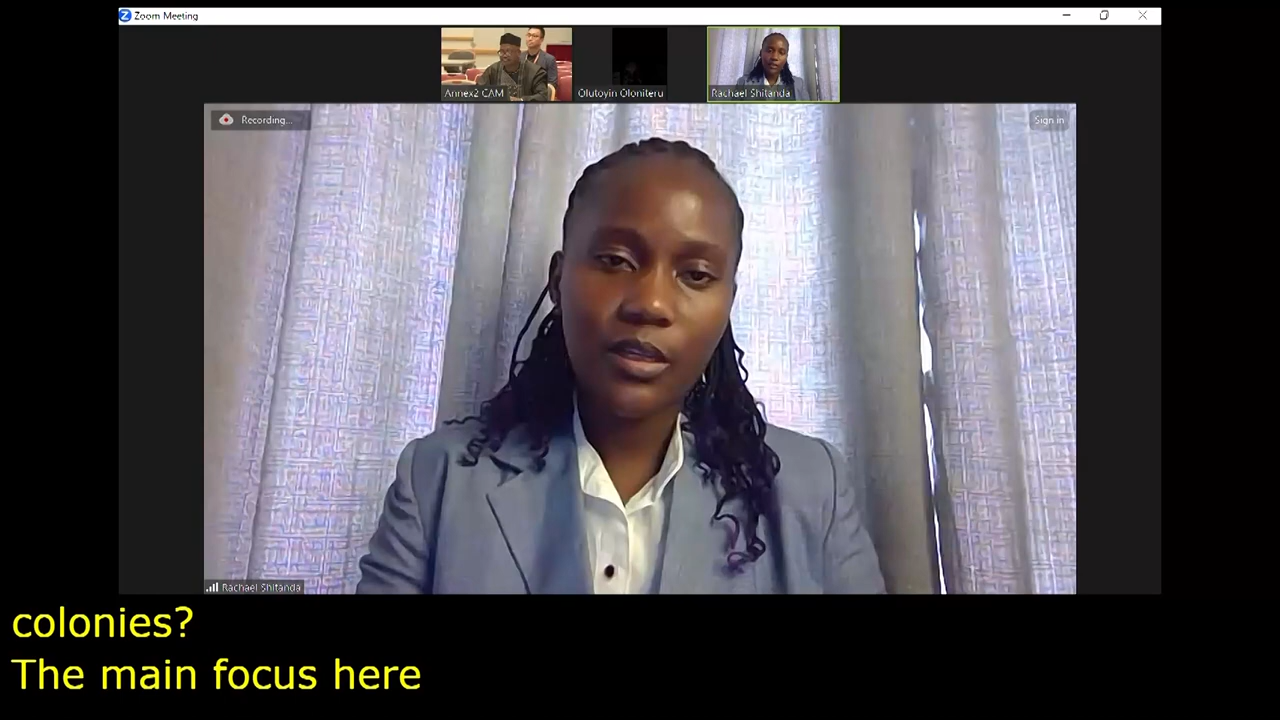 Zoom Meeting
Annex2 CAM
Olutoyin Oloniteru
Rachael Shitanda
Recording...
Sign in
Rachael Shitanda
colonies?
The main focus here